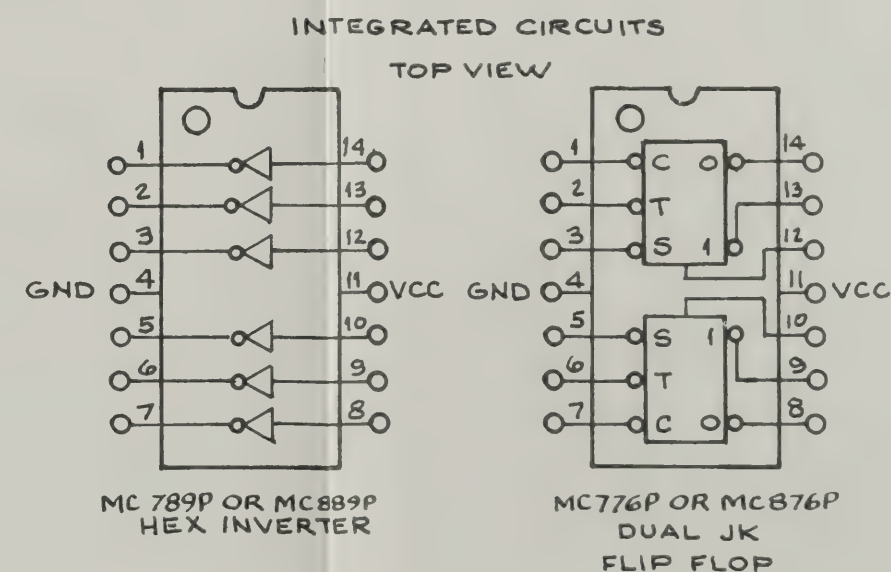 INTEGRATED CIRCUITS
TOP VIEW
1 14
2 13
3 12
GND 4 11 VCC
5 10
6 9
7 8
MC 789P OR MC889P
HEX INVERTER
1 C 0 14
2 T 13
3 S 1 12
GND 4 11 VCC
5 S 1 10
6 T 9
7 C 0 8
MC776P OR MC876P
DUAL JK
FLIP FLOP